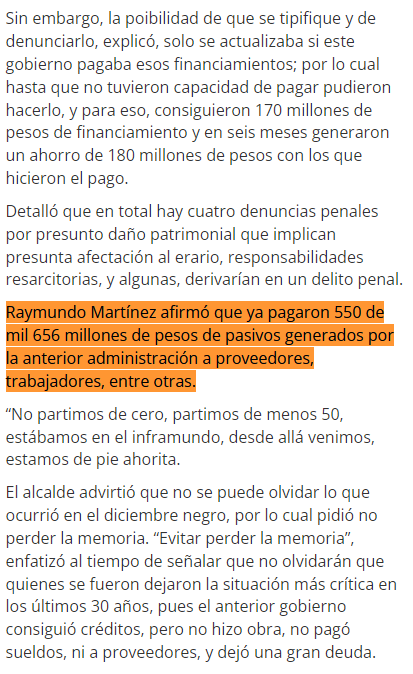 Sin embargo, la poibilidad de que se tipifique y de
denunciarlo, explicó, solo se actualizaba si este
gobierno pagaba esos financiamientos; por lo cual
hasta que no tuvieron capacidad de pagar pudieron
hacerlo, y para eso, consiguieron 170 millones de
pesos de financiamiento y en seis meses generaron
un ahorro de 180 millones de pesos con los que
hicieron el pago.
Detalló que en total hay cuatro denuncias penales
por presunto daño patrimonial que implican
presunta afectación al erario, responsabilidades
resarcitorias, y algunas, derivarían en un delito penal.
Raymundo Martínez afirmó que ya pagaron 550 de
mil 656 millones de pesos de pasivos generados por
la anterior administración a proveedores,
trabajadores, entre otras.
“No partimos de cero, partimos de menos 50,
estábamos en el inframundo, desde allá venimos,
estamos de pie ahorita.
El alcalde advirtió que no se puede olvidar lo que
ocurrió en el diciembre negro, por lo cual pidió no
perder la memoria. “Evitar perder la memoria”,
enfatizó al tiempo de señalar que no olvidarán que
quienes se fueron dejaron la situación más crítica en
los últimos 30 años, pues el anterior gobierno
consiguió créditos, pero no hizo obra, no pagó
sueldos, ni a proveedores, y dejó una gran deuda.